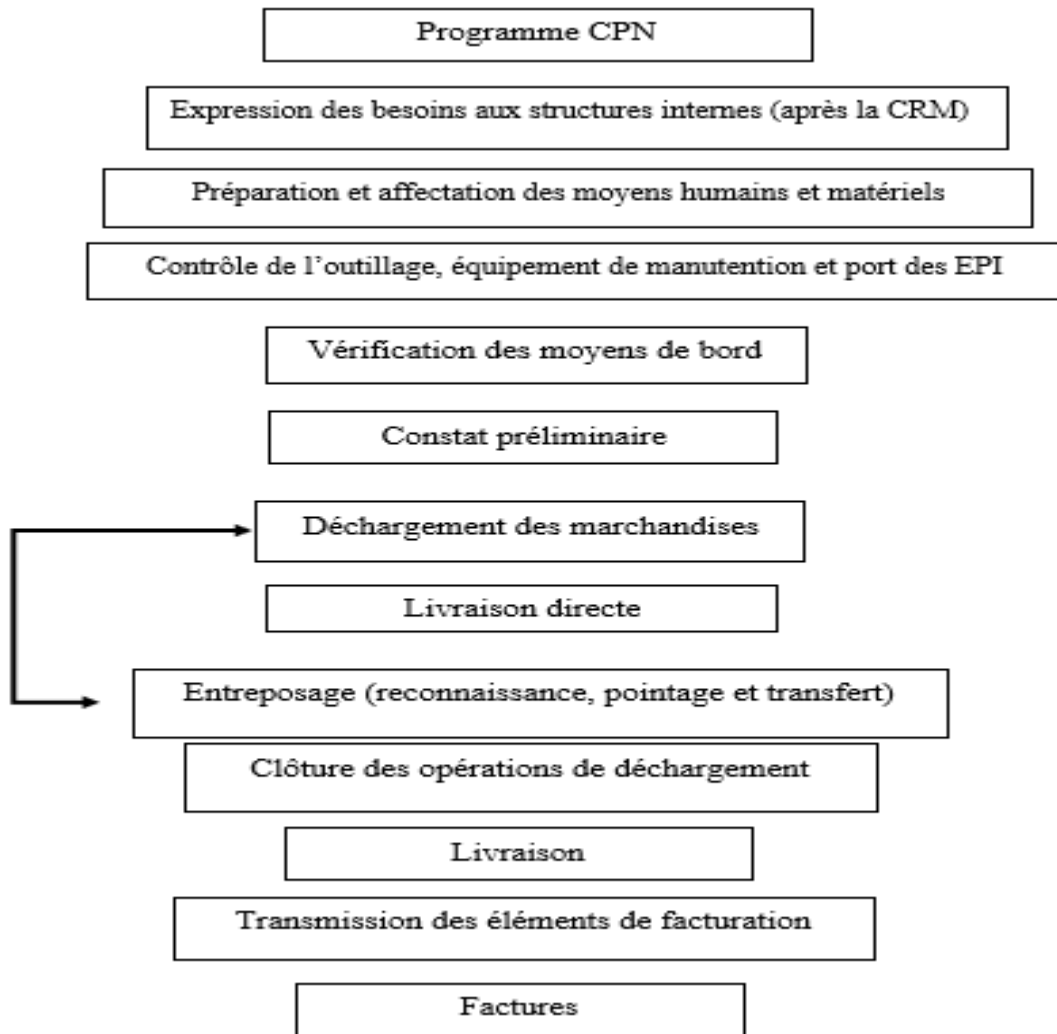 Programme CPN
Expression des besoins aux structures internes (après la CRM)
Préparation et affectation des moyens humains et matériels
Contrôle de l’outillage, équipement de manutention et port des EPI
Vérification des moyens de bord
Constat préliminaire
Déchargement des marchandises
Livraison directe
Entreposage (reconnaissance, pointage et transfert)
Clôture des opérations de déchargement
Livraison
Transmission des éléments de facturation
Factures